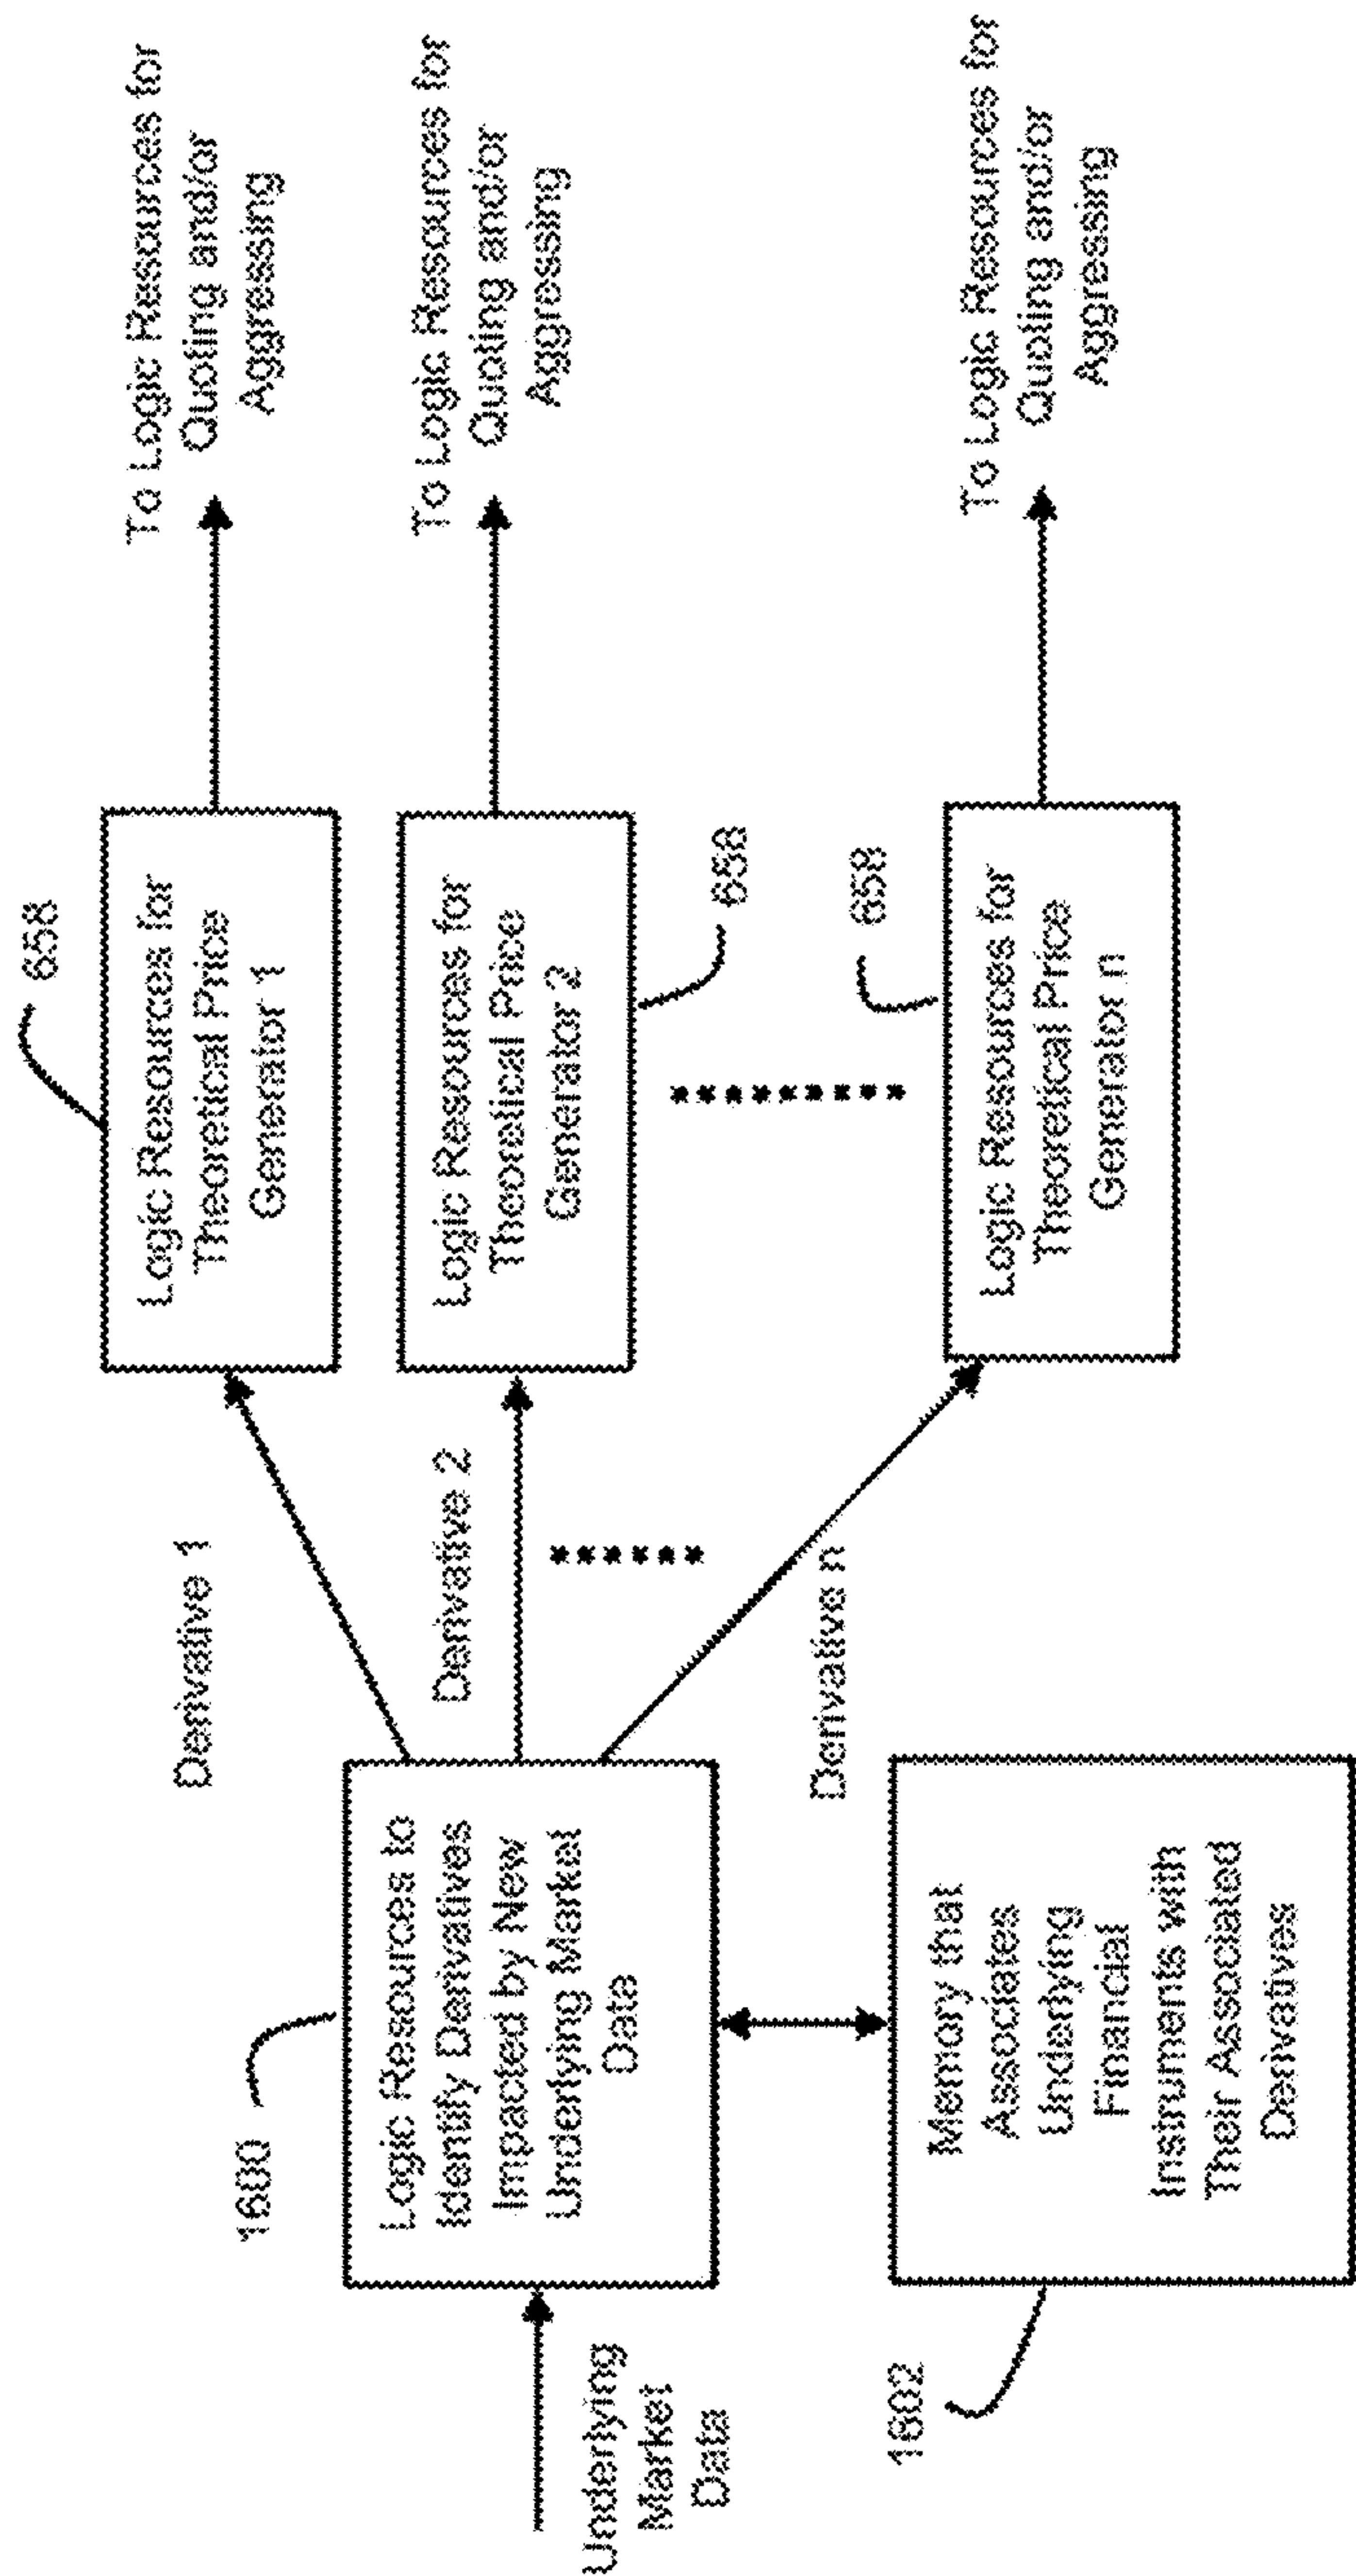 Underlying
Market
Data
1600
Logic Resources to
Identify Derivatives
Impacted by New
Underlying Market
Data
1602
Memory that
Associates
Underlying
Financial
Instruments with
Their Associated
Derivatives
Derivative 1
Derivative 2
Derivative n
658
Logic Resources for
Theoretical Price
Generator 1
To Logic Resources for
Quoting and/or
Aggressing
Logic Resources for
Theoretical Price
Generator 2
658
To Logic Resources for
Quoting and/or
Aggressing
658
Logic Resources for
Theoretical Price
Generator n
To Logic Resources for
Quoting and/or
Aggressing